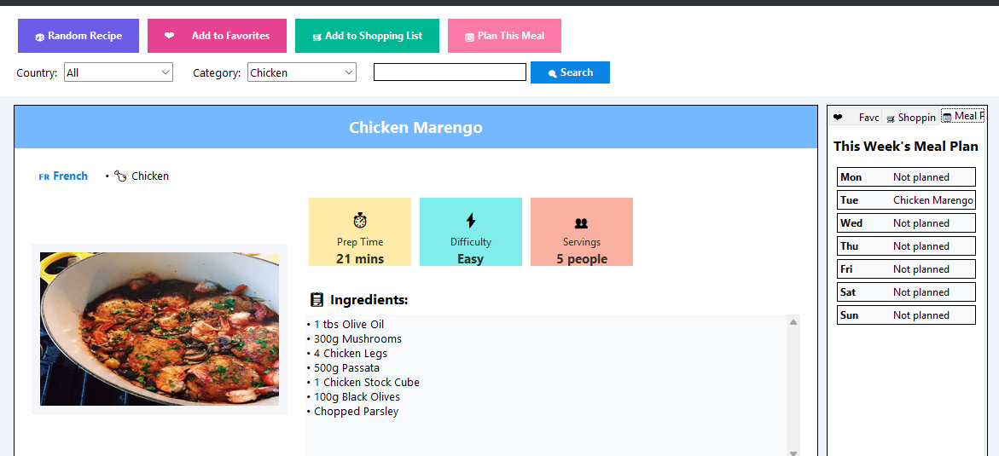 Random Recipe
Add to Favorites
Add to Shopping List
Plan This Meal
Country: All
Category: Chicken
Search
Chicken Marengo
FR French • Chicken
Prep Time
21 mins
Difficulty
Easy
Servings
5 people
Ingredients:
• 1 tbs Olive Oil
• 300g Mushrooms
• 4 Chicken Legs
• 500g Passata
• 1 Chicken Stock Cube
• 100g Black Olives
• Chopped Parsley
Favc
Shoppin
Meal P
This Week's Meal Plan
Mon Not planned
Tue Chicken Marengo
Wed Not planned
Thu Not planned
Fri Not planned
Sat Not planned
Sun Not planned